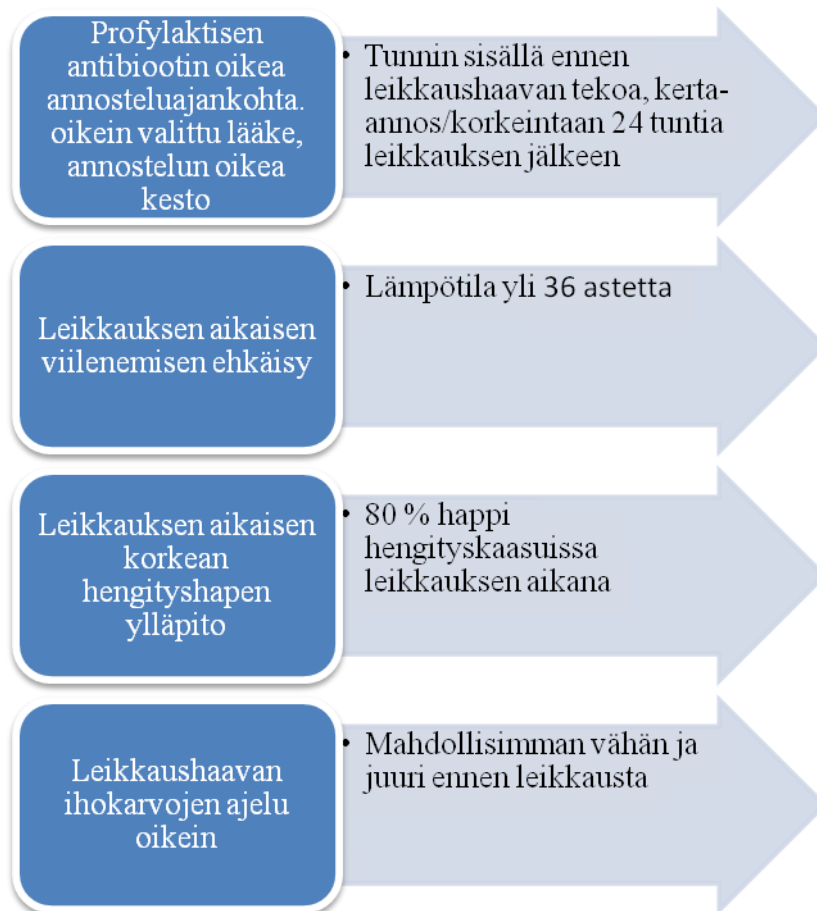 Profylaktisen
antibiootin oikea
annosteluajankohta.
oikein valittu lääke,
annostelun oikea
kesto
• Tunnin sisällä ennen
leikkaushaavan tekoa, kerta-
annos/korkeintaan 24 tuntia
leikkauksen jälkeen
Leikkauksen aikaisen
viilenemisen ehkäisy
• Lämpötila yli 36 astetta
Leikkauksen aikaisen
korkean
hengityshapen
ylläpito
• 80 % happi
hengityskaasuissa
leikkauksen aikana
Leikkaushaavan
ihokarvojen ajelu
oikein
• Mahdollisimman vähän ja
juuri ennen leikkausta